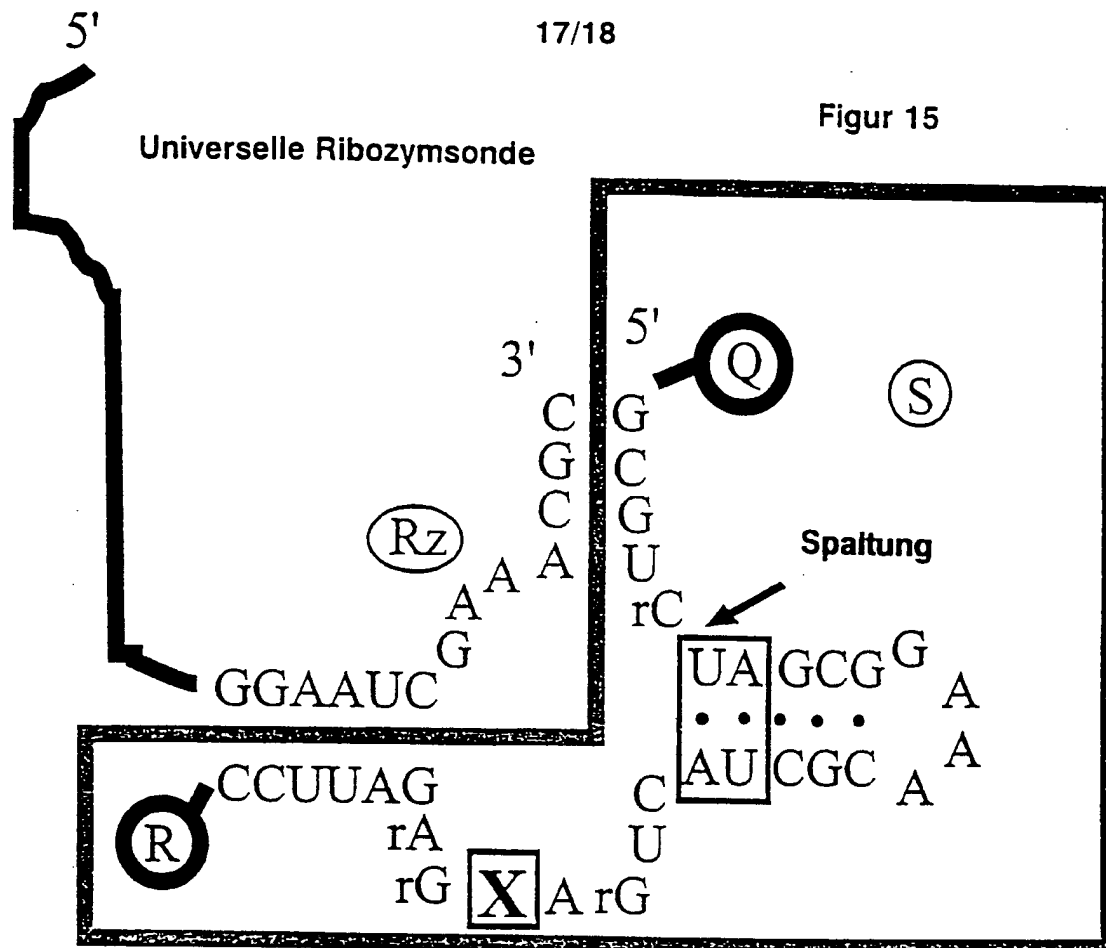 5'
17/18
Figur 15
Universelle Ribozymsonde
3'
5'
Q
S
C G
G C
C G
Rz
A A A U
Spaltung
A rC
G
GGAAUC
UA GCG G A
AU CGC A A
R
CCUUAG
C
rA
U
rG X A rG